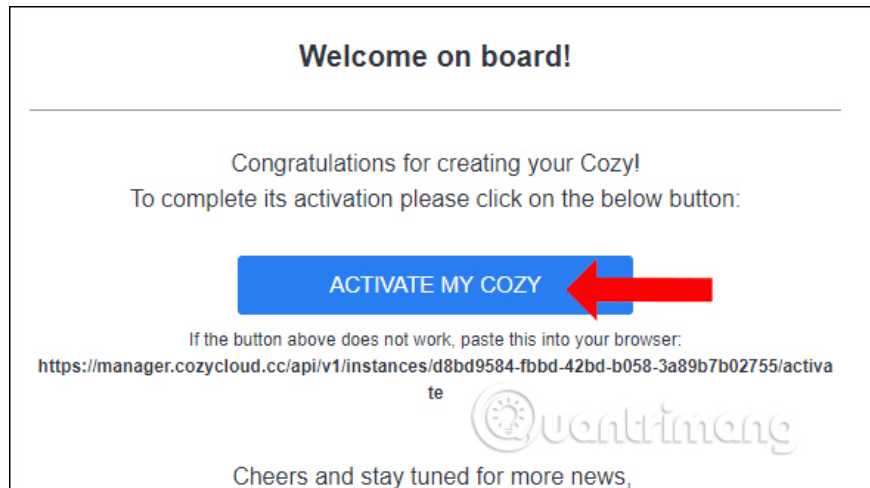 Welcome on board!
Congratulations for creating your Cozy!
To complete its activation please click on the below button:
ACTIVATE MY COZY
If the button above does not work, paste this into your browser:
https://manager.cozycloud.cc/api/v1/instances/d8bd9584-fbbd-42bd-b058-3a89b7b02755/activa
te
Quantrimang
Cheers and stay tuned for more news,